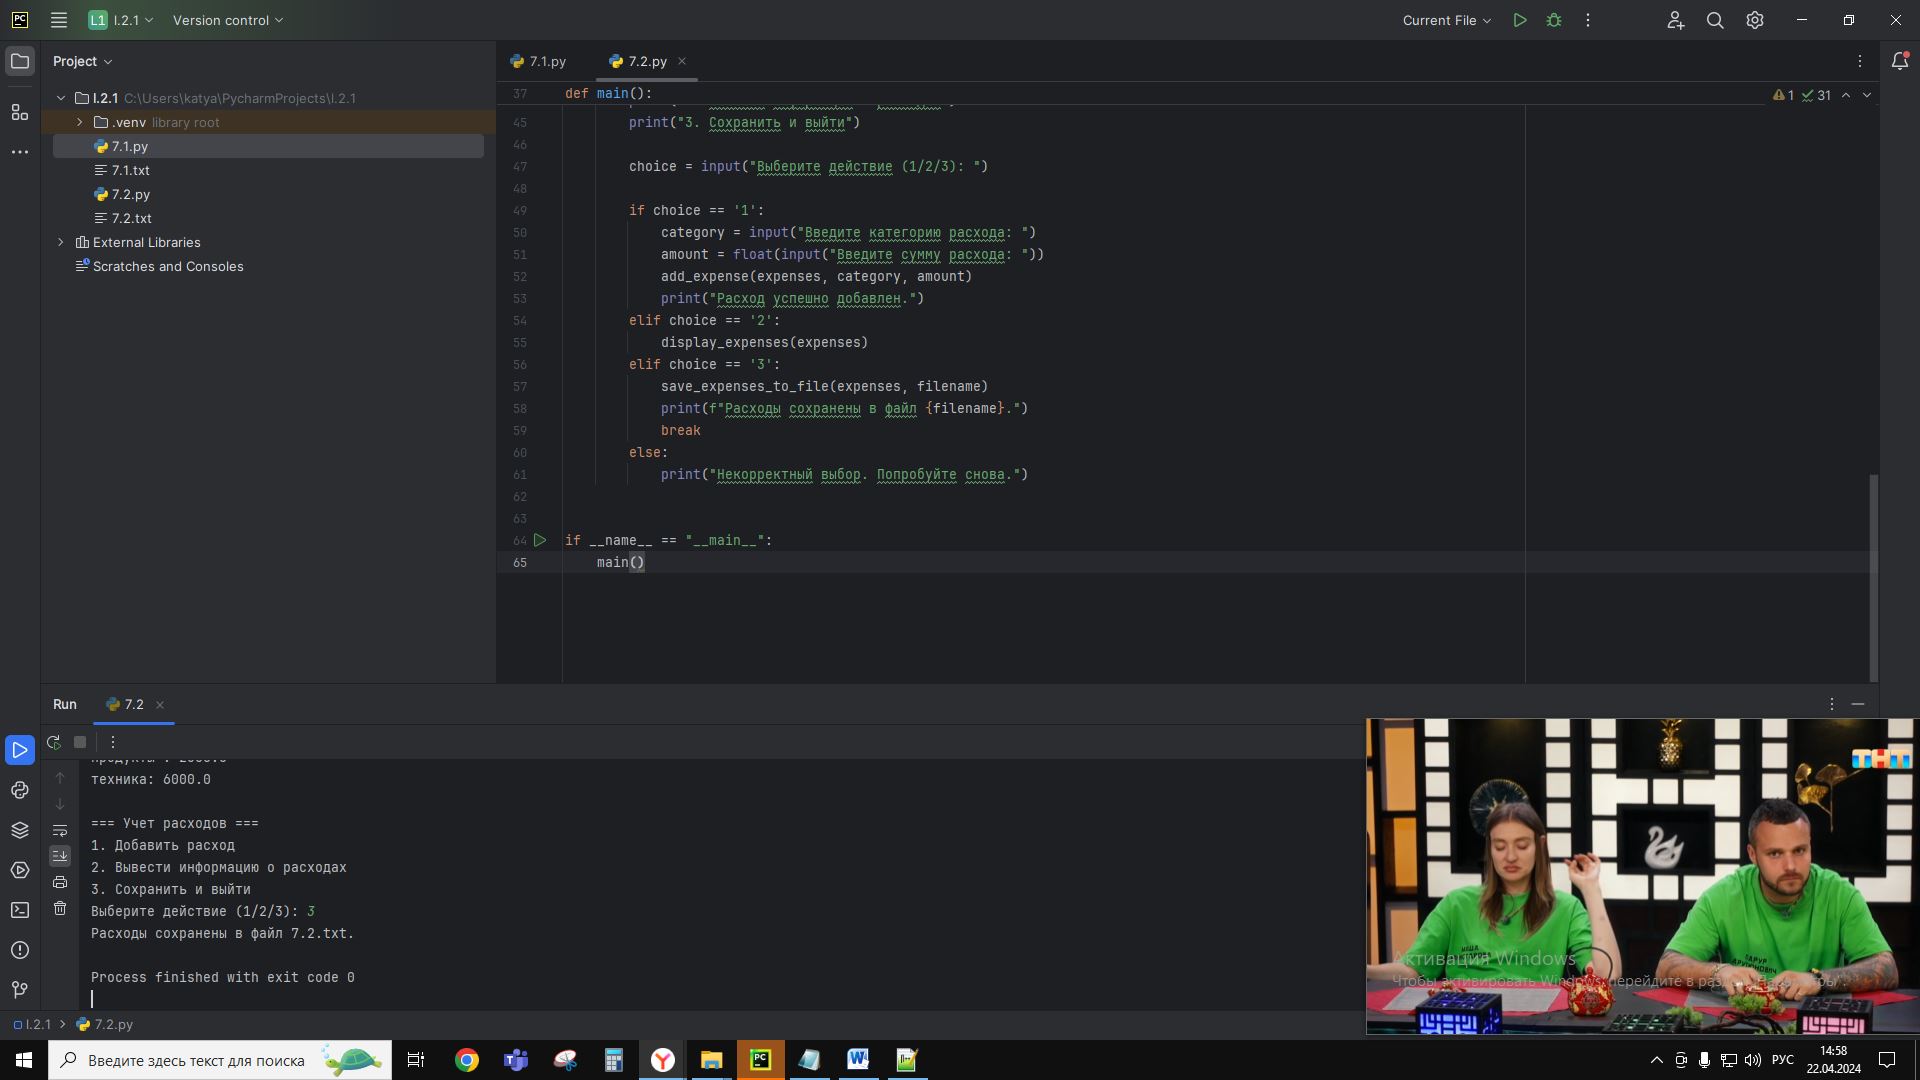 PC
L1 l.2.1
Version control
Current File
Project
7.1.py
7.2.py
l.2.1 C:\Users\katya\PycharmProjects\l.2.1
.venv library root
7.1.py
7.1.txt
7.2.py
7.2.txt
External Libraries
Scratches and Consoles
37 def main():
1 31
45 print("3. Сохранить и выйти")
46
47 choice = input("Выберите действие (1/2/3): ")
48
49 if choice == '1':
50 category = input("Введите категорию расхода: ")
51 amount = float(input("Введите сумму расхода: "))
52 add_expense(expenses, category, amount)
53 print("Расход успешно добавлен.")
54 elif choice == '2':
55 display_expenses(expenses)
56 elif choice == '3':
57 save_expenses_to_file(expenses, filename)
58 print(f"Расходы сохранены в файл {filename}.")
59 break
60 else:
61 print("Некорректный выбор. Попробуйте снова.")
62
63
64 if __name__ == "__main__":
65 main()
Run 7.2
техника: 6000.0
=== Учет расходов ===
1. Добавить расход
2. Вывести информацию о расходах
3. Сохранить и выйти
Выберите действие (1/2/3): 3
Расходы сохранены в файл 7.2.txt.
Process finished with exit code 0
ТНТ
Активация Windows
Чтобы активировать Windows, перейдите в раздел
l.2.1 7.2.py
Введите здесь текст для поиска
РУС
14:58
22.04.2024